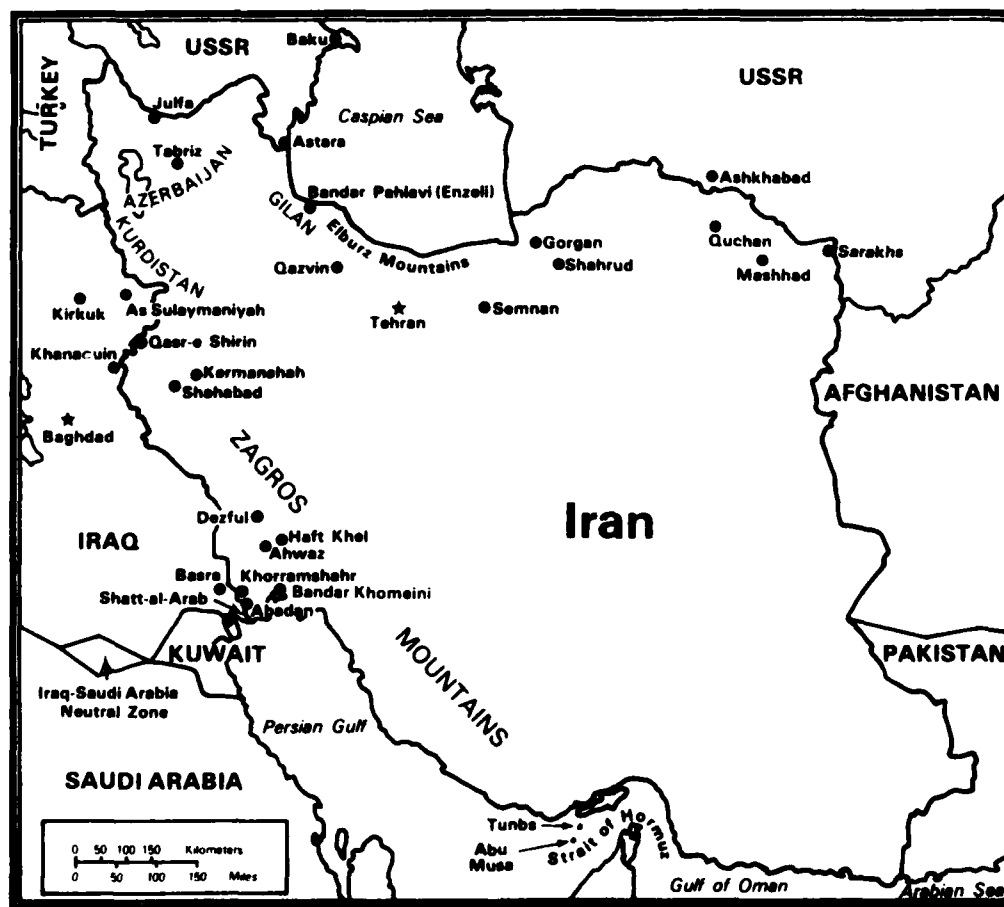 USSR
Baku
USSR
TURKEY
Caspian Sea
Julfa
Astara
Tabriz
AZERBAIJAN
Ashkhabad
Bandar Pahlavi (Enzeli)
GILAN
Elburz Mountains
KURDISTAN
Gorgan
Quchan
Sarakhs
Qazvin
Shahrud
Mashhad
Kirkuk
As Sulaymaniyah
Tehran
Semnan
Qasr-e Shirin
Khanaquin
Kermanshah
Shahabad
AFGHANISTAN
Baghdad
ZAGROS
Iran
Dezful
Haft Khel
IRAQ
Ahwaz
Basra
Khorramshahr
Shatt-al-Arab
Bandar Khomeini
Abadan
KUWAIT
PAKISTAN
MOUNTAINS
Iraq-Saudi Arabia
Neutral Zone
Persian Gulf
SAUDI ARABIA
Tunbs
Abu
Musa
Strait of Hormuz
0 50 100 150 Kilometers
0 50 100 150 Miles
Gulf of Oman
Arabian Sea